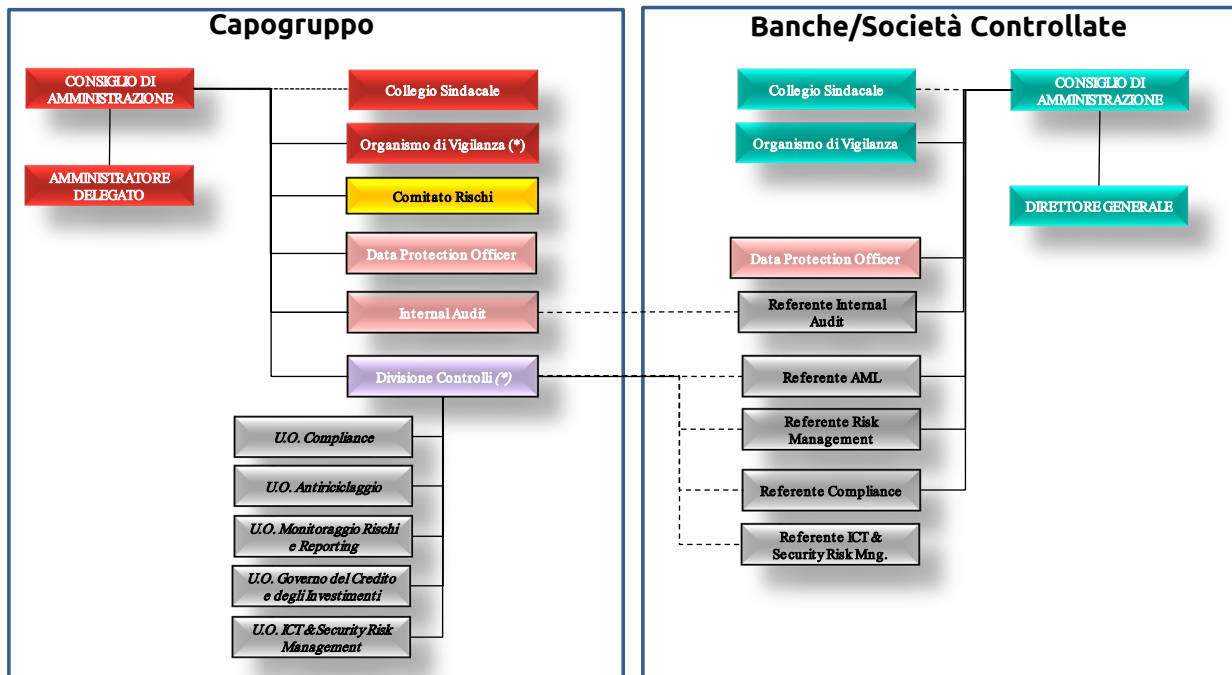 Capogruppo
CONSIGLIO DI
AMMINISTRAZIONE
AMMINISTRATORE
DELEGATO
Collegio Sindacale
Organismo di Vigilanza (*)
Comitato Rischi
Data Protection Officer
Internal Audit
Divisione Controlli (*)
U.O. Compliance
U.O. Antiriciclaggio
U.O. Monitoraggio Rischi
e Reporting
U.O. Governo del Credito
e degli Investimenti
U.O. ICT & Security Risk
Management
Banche/Società Controllate
Collegio Sindacale
Organismo di Vigilanza
CONSIGLIO DI
AMMINISTRAZIONE
DIRETTORE GENERALE
Data Protection Officer
Referente Internal
Audit
Referente AML
Referente Risk
Management
Referente Compliance
Referente ICT &
Security Risk Mng.